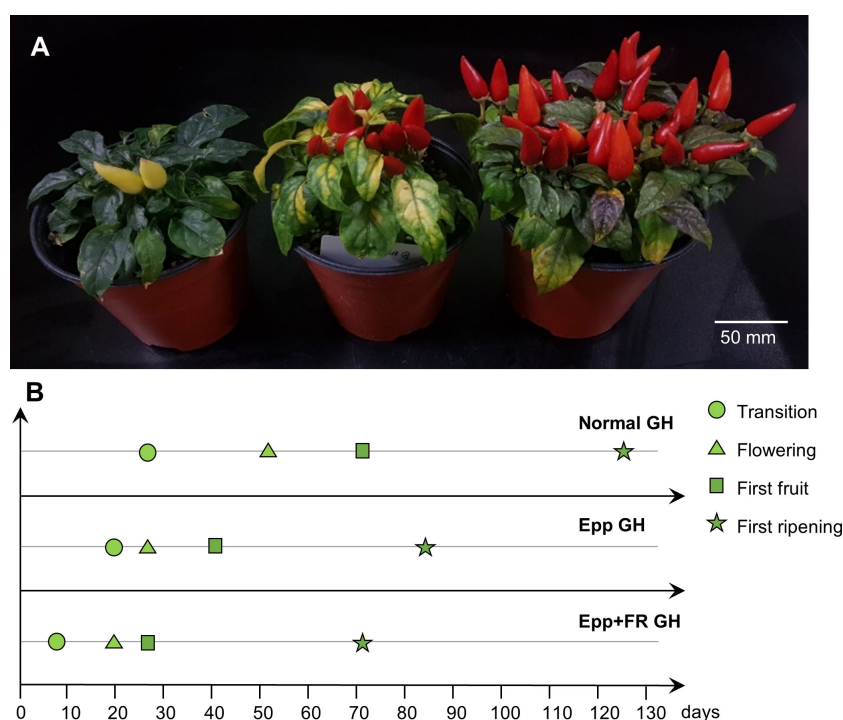 A
50 mm
B
Normal GH
Epp GH
Epp+FR GH
Transition
Flowering
First fruit
First ripening
0 10 20 30 40 50 60 70 80 90 100 110 120 130 days